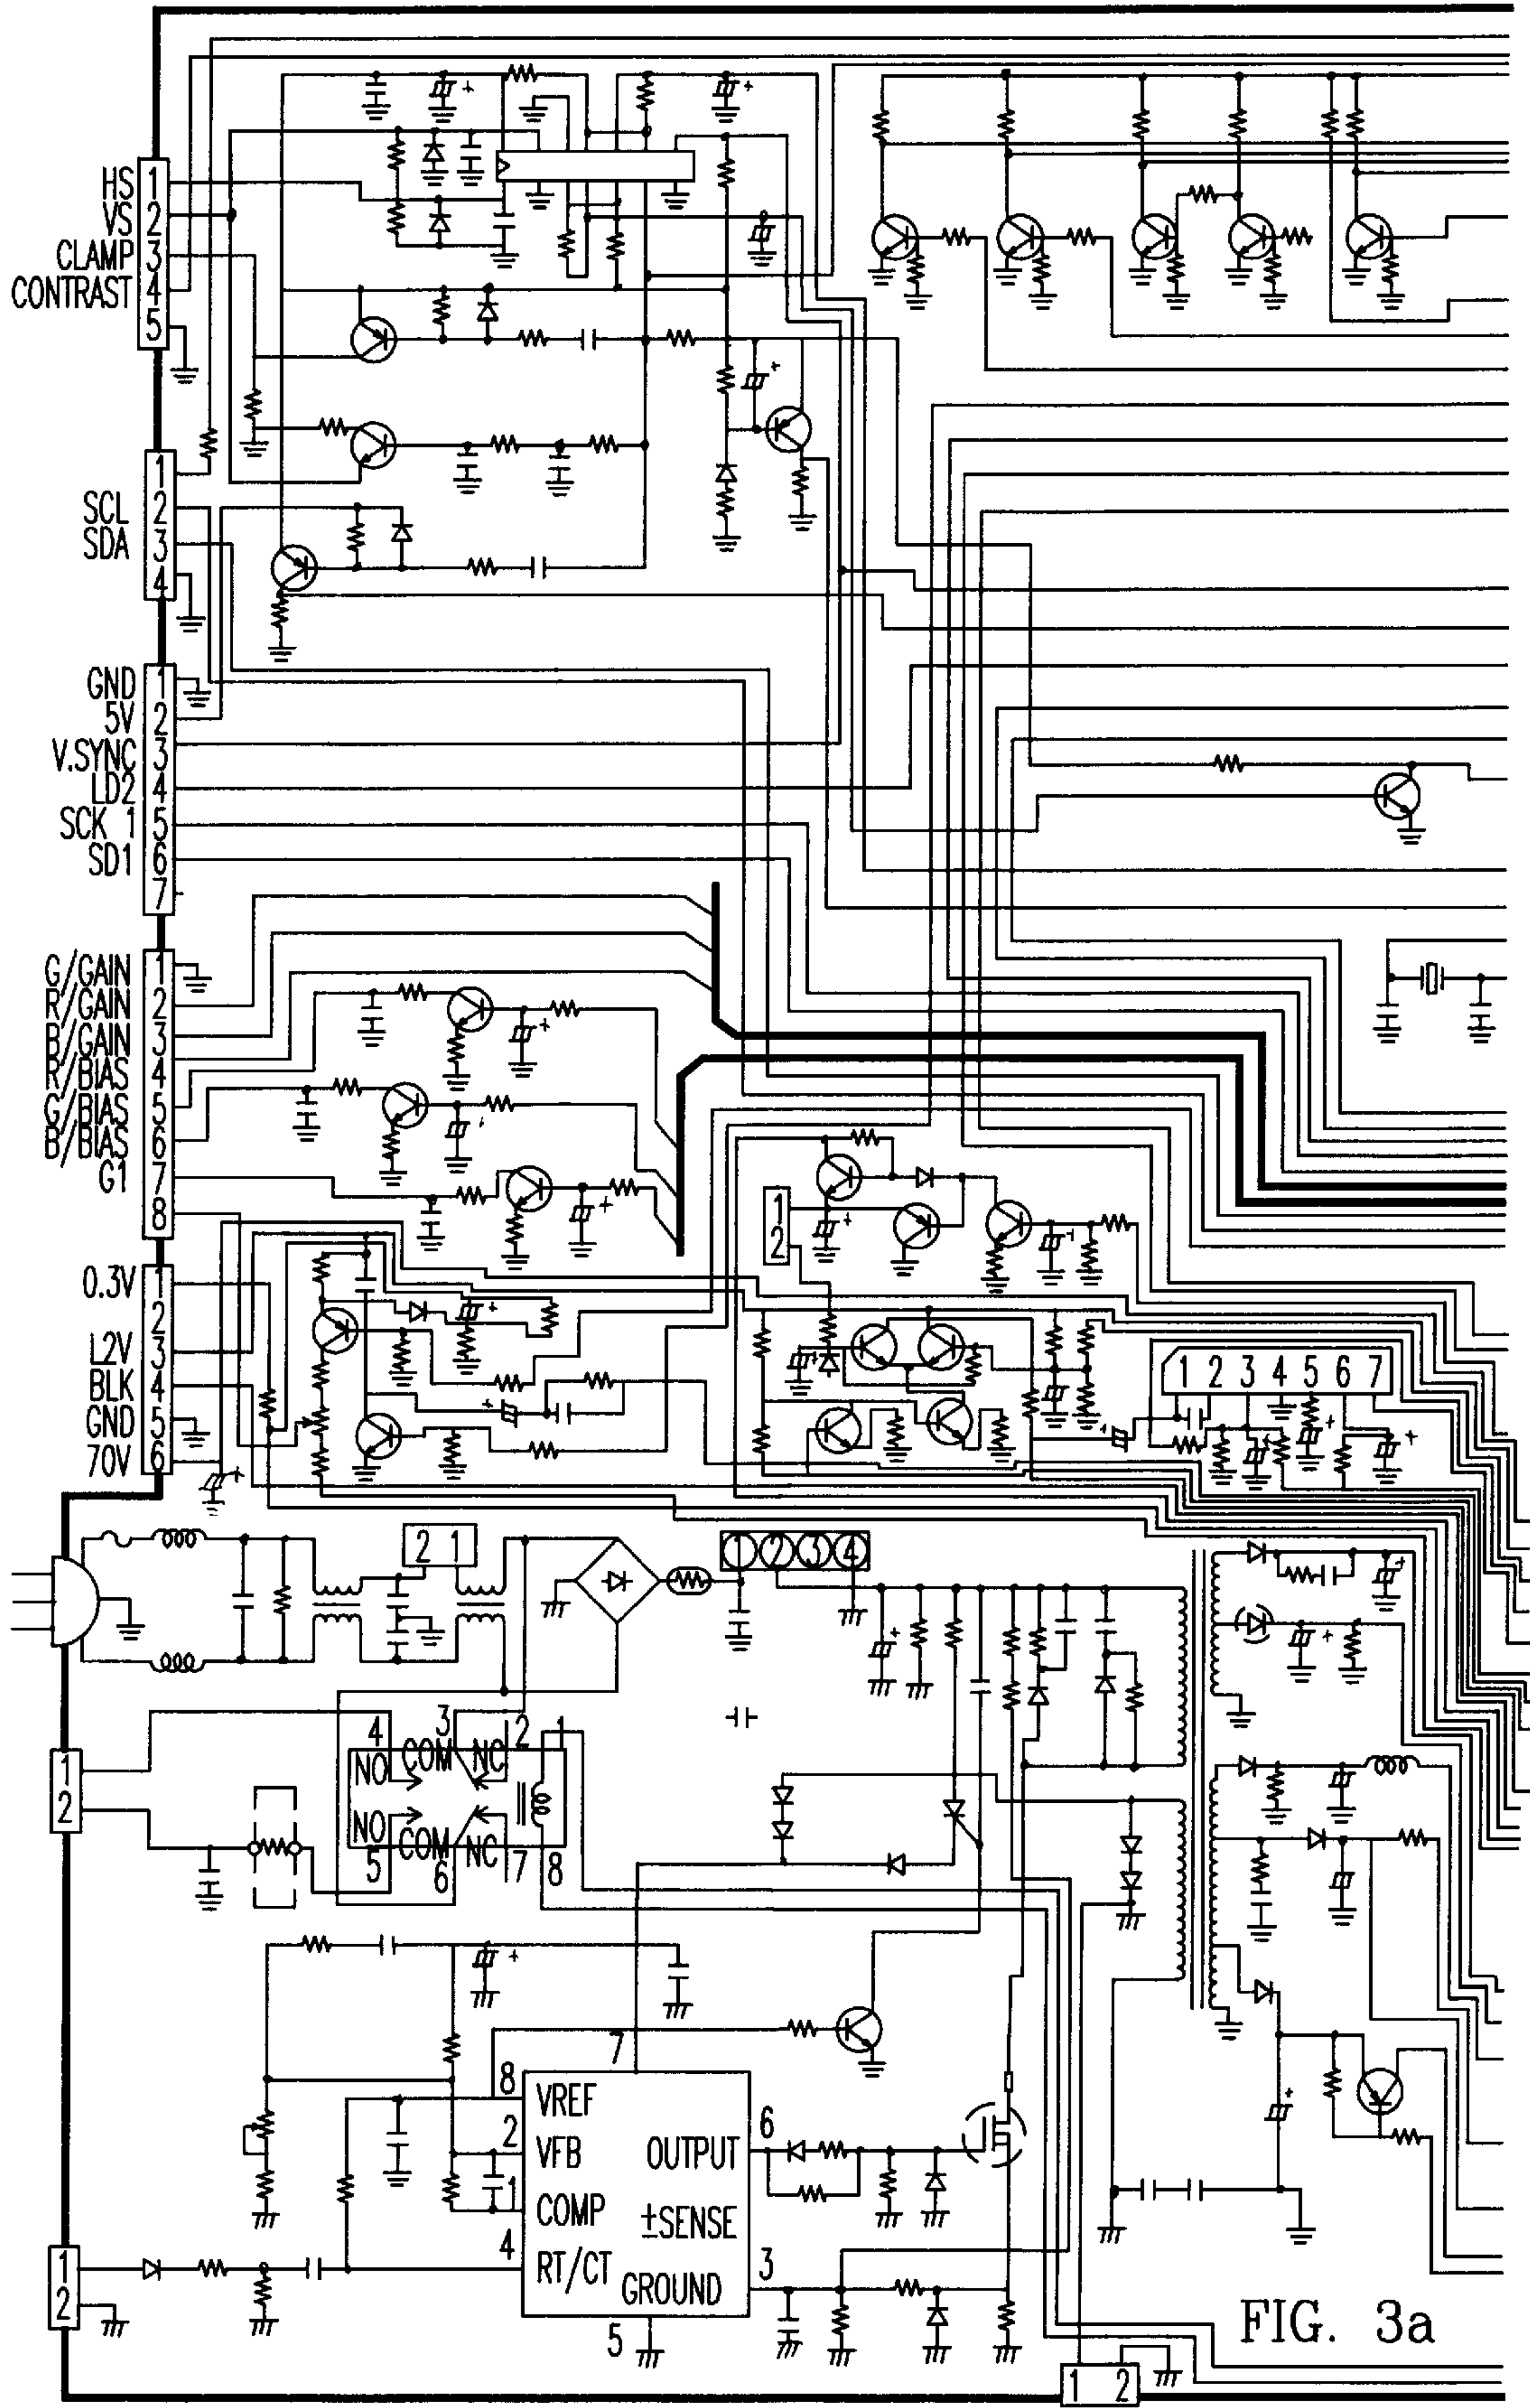 HS 1
VS 2
CLAMP 3
CONTRAST 4
5
1
SCL 2
SDA 3
4
GND 1
5V 2
V.SYNC 3
LD2 4
SCK 1 5
SD1 6
7
1
G/GAIN
R/GAIN 2
B/GAIN 3
R/BIAS 4
G/BIAS 5
B/BIAS 6
G1 7
8
1
2
0.3V 1
2
L2V 3
BLK 4
GND 5
70V 6
1 2 3 4 5 6 7
2 1
1 2 3 4
4 3 2 1
NO COM NC
NO COM NC
5 6 7 8
1
2
7
8 VREF
2 VFB
1 COMP
4 RT/CT
OUTPUT 6
±SENSE
GROUND 3
5
1
2
1 2
FIG. 3a